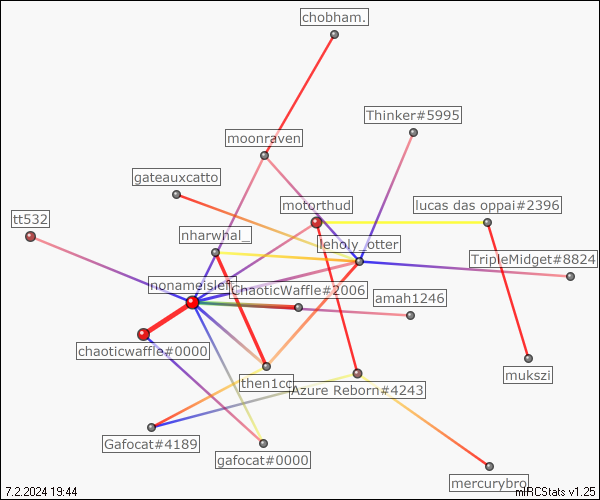 chobham.
Thinker#5995
moonraven
gateauxcatto
motorthud
lucas das oppai#2396
tt532
nharwhal_
leholy_otter
TripleMidget#8824
nonameisleft
ChaoticWaffle#2006
amah1246
chaoticwaffle#0000
then1cc
Azure Reborn#4243
mukszi
Gafocat#4189
gafocat#0000
mercurybro
7.2.2024 19:44
mIRCStats v1.25